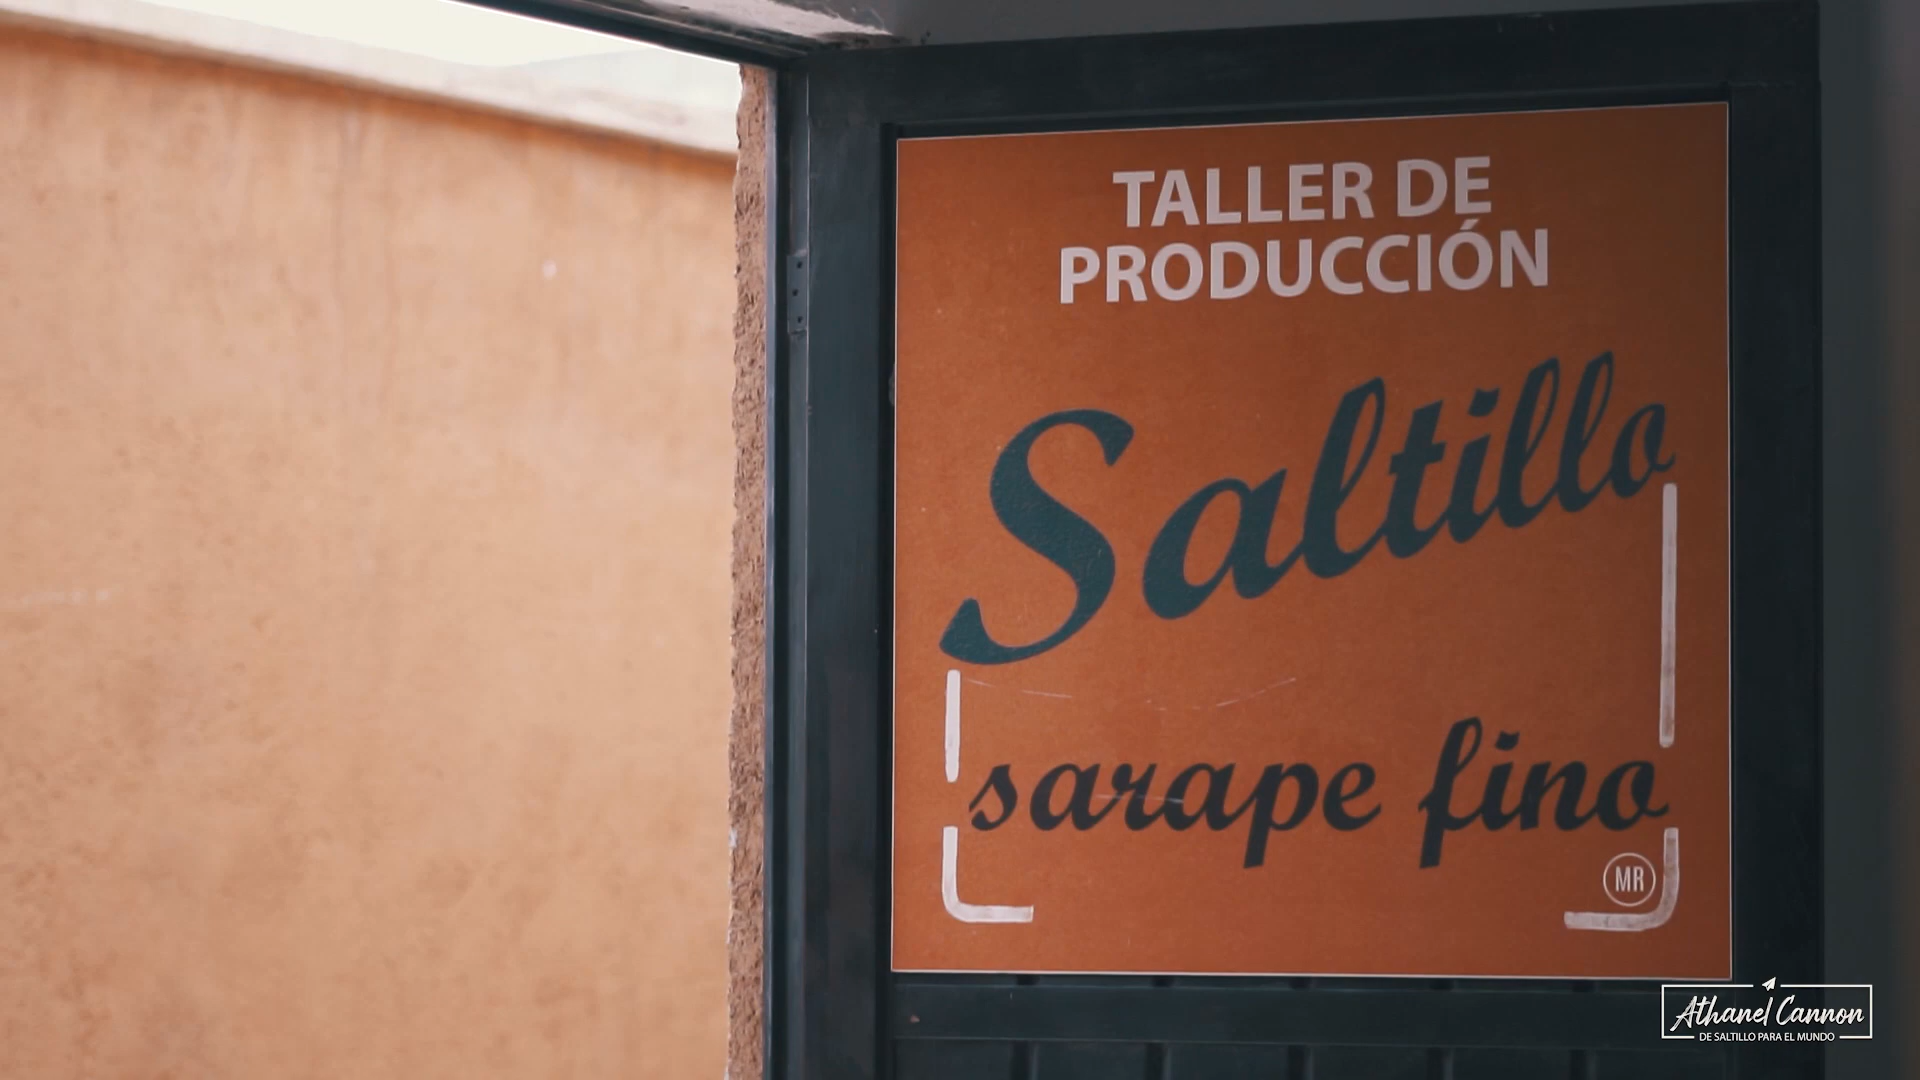 TALLER DE
PRODUCCIÓN
Saltillo
sarape fino
MR
Athanel Cannon
DE SALTILLO PARA EL MUNDO